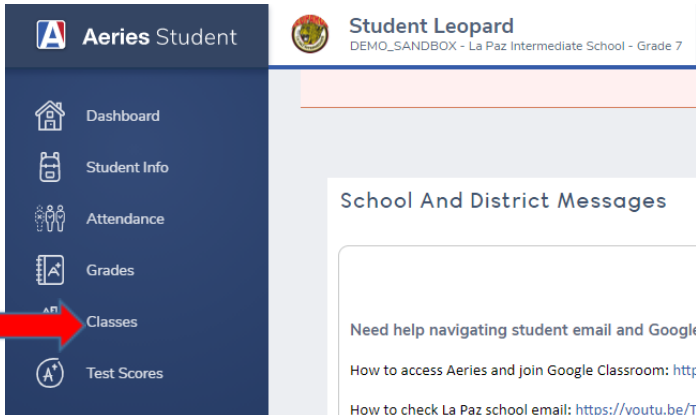 Aeries Student
Student Leopard
DEMO_SANDBOX - La Paz Intermediate School - Grade 7
Dashboard
Student Info
Attendance
Grades
Classes
Test Scores
School And District Messages
Need help navigating student email and Google
How to access Aeries and join Google Classroom: http
How to check La Paz school email: https://youtu.be/T